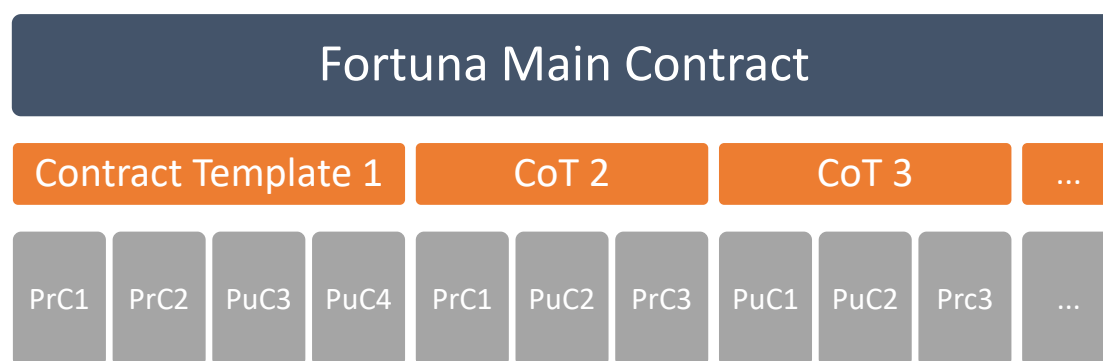 Fortuna Main Contract
Contract Template 1 CoT 2 CoT 3 ...
PrC1 PrC2 PuC3 PuC4 PrC1 PuC2 PrC3 PuC1 PuC2 Prc3 ...